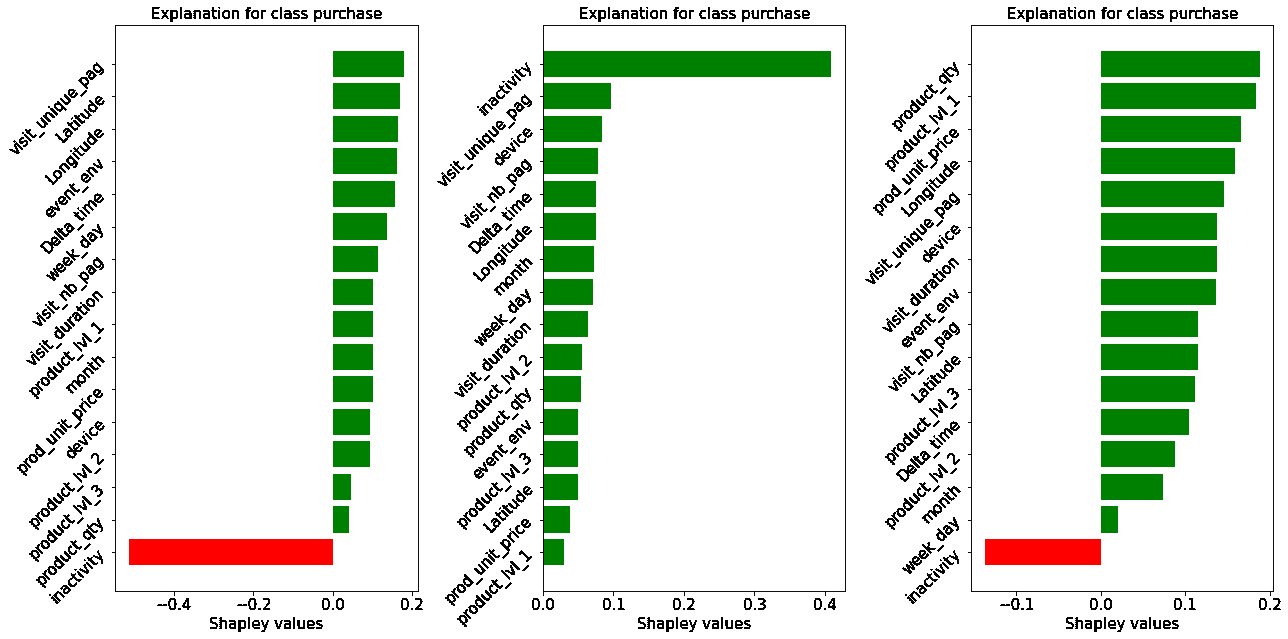 Explanation for class purchase
visit_unique_pag
Latitude
Longitude
event_env
Delta_time
week_day
visit_nb_pag
visit_duration
product_lvl_1
month
prod_unit_price
device
product_lvl_2
product_lvl_3
product_qty
inactivity
−0.4 0.0 0.2
Shapley values
Explanation for class purchase
inactivity
visit_unique_pag
device
visit_nb_pag
Delta_time
Longitude
month
week_day
visit_duration
product_lvl_2
product_qty
event_env
product_lvl_3
Latitude
prod_unit_price
product_lvl_1
0.0 0.1 0.2 0.3 0.4
Shapley values
Explanation for class purchase
product_qty
product_lvl_1
prod_unit_price
Longitude
visit_unique_pag
device
visit_duration
event_env
visit_nb_pag
Latitude
product_lvl_3
Delta_time
product_lvl_2
month
week_day
inactivity
−0.1 0.0 0.1 0.2
Shapley values